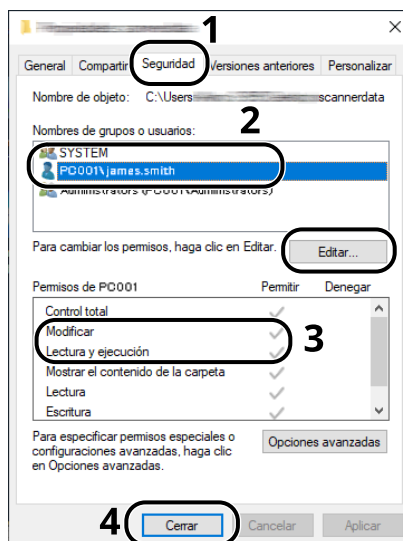 1
General Compartir Seguridad Versiones anteriores Personalizar
Nombre de objeto: C:\Users scannerdata
2
Nombres de grupos o usuarios:
SYSTEM
PC001\james.smith
Administrators (PC001\Administrators)
Para cambiar los permisos, haga clic en Editar. Editar...
Permisos de PC001 Permitir Denegar
Control total
Modificar
3
Lectura y ejecución
Mostrar el contenido de la carpeta
Lectura
Escritura
Para especificar permisos especiales o
configuraciones avanzadas, haga clic
en Opciones avanzadas.
Opciones avanzadas
4 Cerrar Cancelar Aplicar